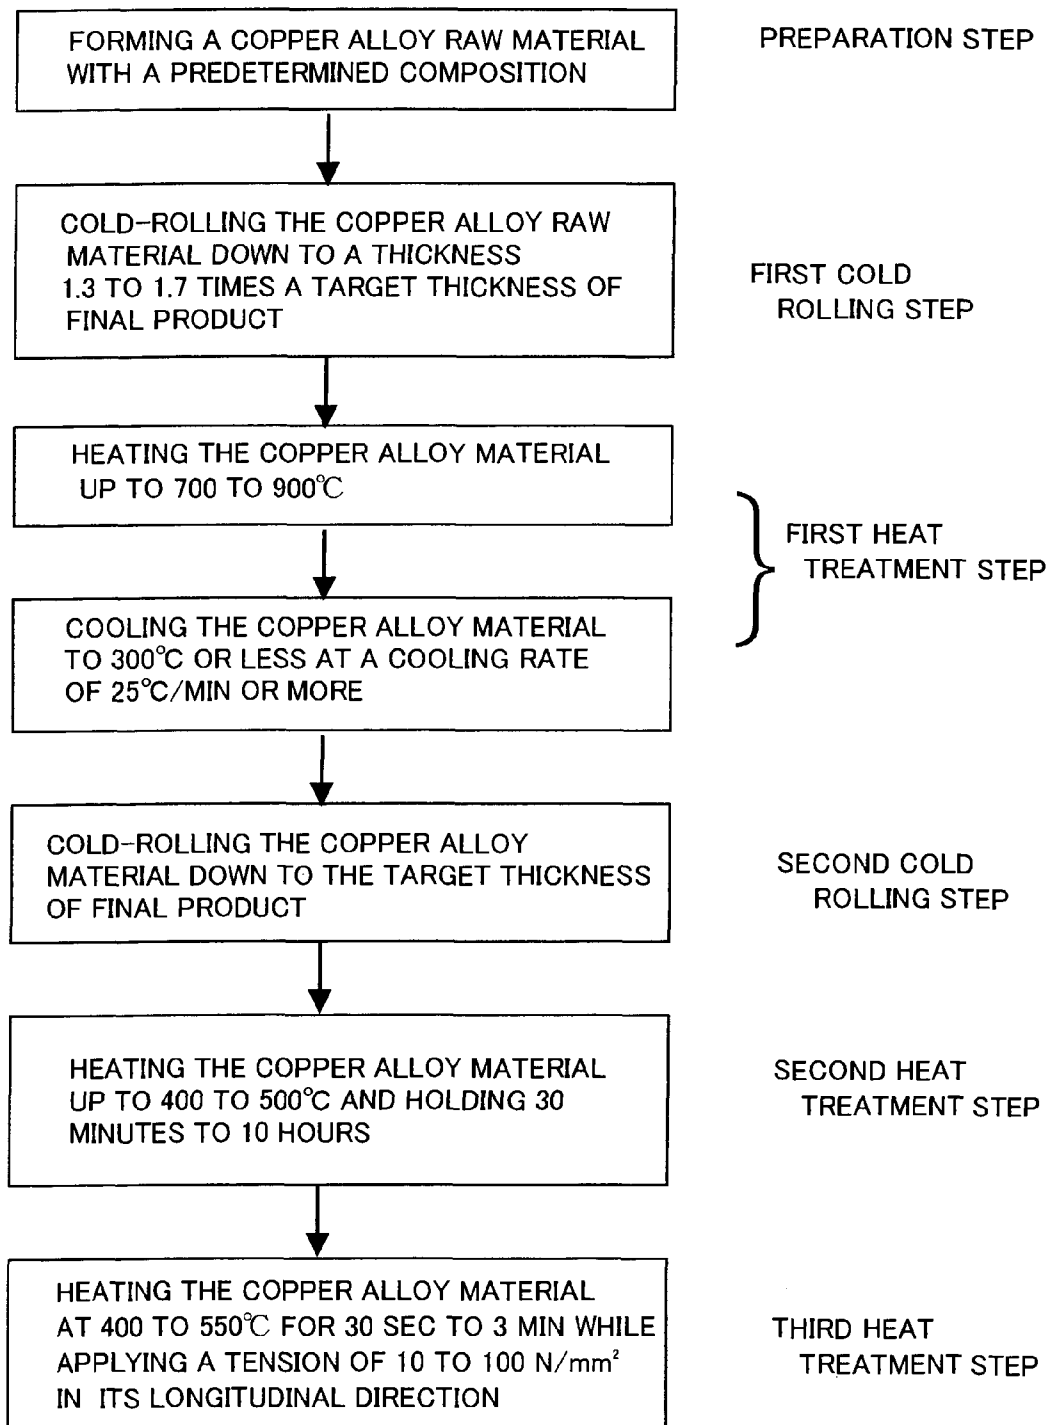 FORMING A COPPER ALLOY RAW MATERIAL
WITH A PREDETERMINED COMPOSITION
PREPARATION STEP
COLD-ROLLING THE COPPER ALLOY RAW
MATERIAL DOWN TO A THICKNESS
1.3 TO 1.7 TIMES A TARGET THICKNESS OF
FINAL PRODUCT
FIRST COLD
ROLLING STEP
HEATING THE COPPER ALLOY MATERIAL
UP TO 700 TO 900℃
FIRST HEAT
TREATMENT STEP
COOLING THE COPPER ALLOY MATERIAL
TO 300℃ OR LESS AT A COOLING RATE
OF 25℃/MIN OR MORE
COLD-ROLLING THE COPPER ALLOY
MATERIAL DOWN TO THE TARGET THICKNESS
OF FINAL PRODUCT
SECOND COLD
ROLLING STEP
HEATING THE COPPER ALLOY MATERIAL
UP TO 400 TO 500℃ AND HOLDING 30
MINUTES TO 10 HOURS
SECOND HEAT
TREATMENT STEP
HEATING THE COPPER ALLOY MATERIAL
AT 400 TO 550℃ FOR 30 SEC TO 3 MIN WHILE
APPLYING A TENSION OF 10 TO 100 N/mm²
IN ITS LONGITUDINAL DIRECTION
THIRD HEAT
TREATMENT STEP